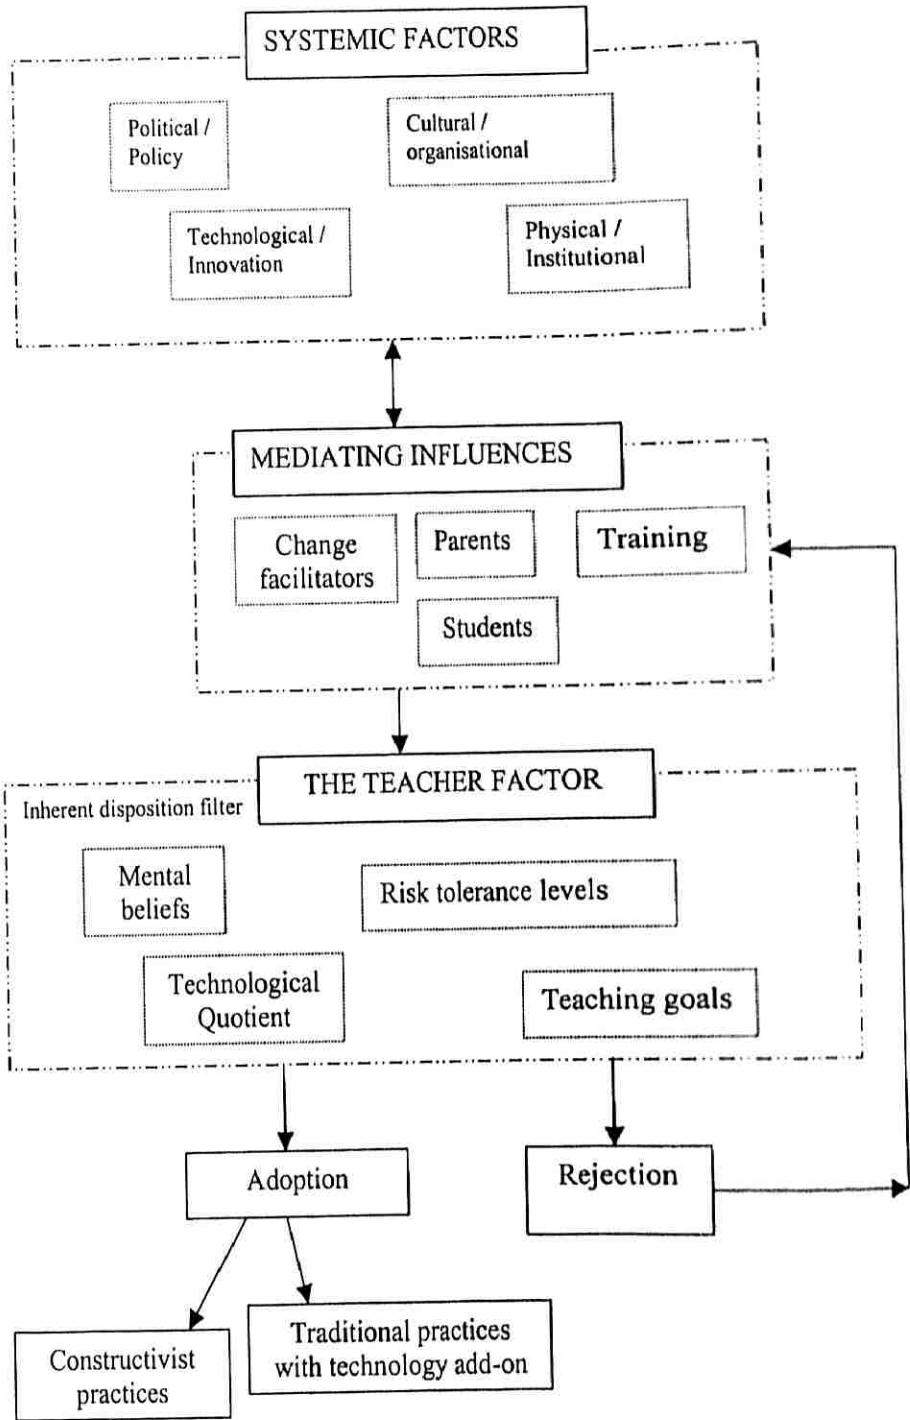 SYSTEMIC FACTORS
Political /
Policy
Cultural /
organisational
Technological /
Innovation
Physical /
Institutional
MEDIATING INFLUENCES
Change
facilitators
Parents
Training
Students
THE TEACHER FACTOR
Inherent disposition filter
Mental
beliefs
Risk tolerance levels
Technological
Quotient
Teaching goals
Adoption
Rejection
Constructivist
practices
Traditional practices
with technology add-on